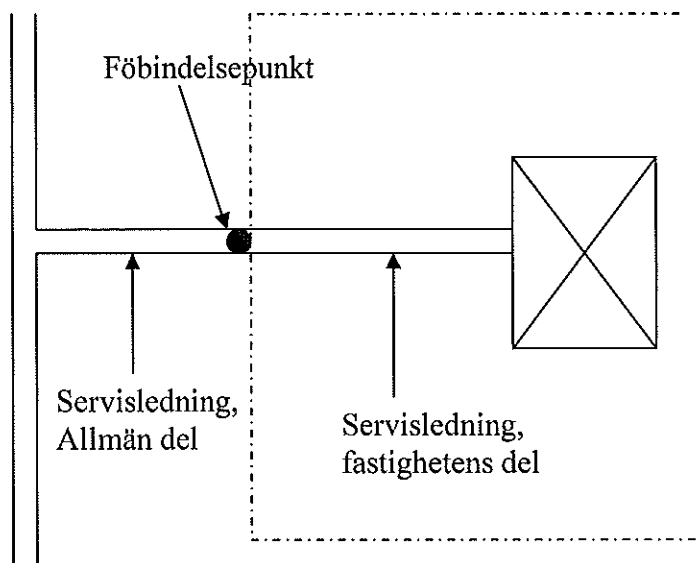 Föbindelsepunkt
Servisledning,
Allmän del
Servisledning,
fastighetens del